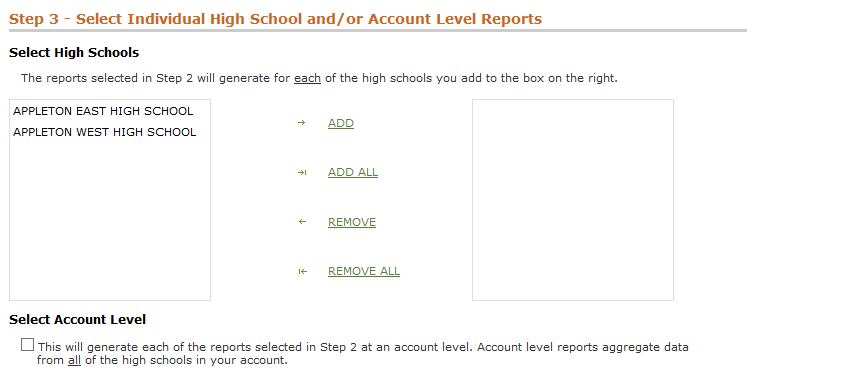 Step 3 - Select Individual High School and/or Account Level Reports
Select High Schools
The reports selected in Step 2 will generate for each of the high schools you add to the box on the right.
APPLETON EAST HIGH SCHOOL
APPLETON WEST HIGH SCHOOL
ADD
ADD ALL
REMOVE
REMOVE ALL
Select Account Level
This will generate each of the reports selected in Step 2 at an account level. Account level reports aggregate data
from all of the high schools in your account.